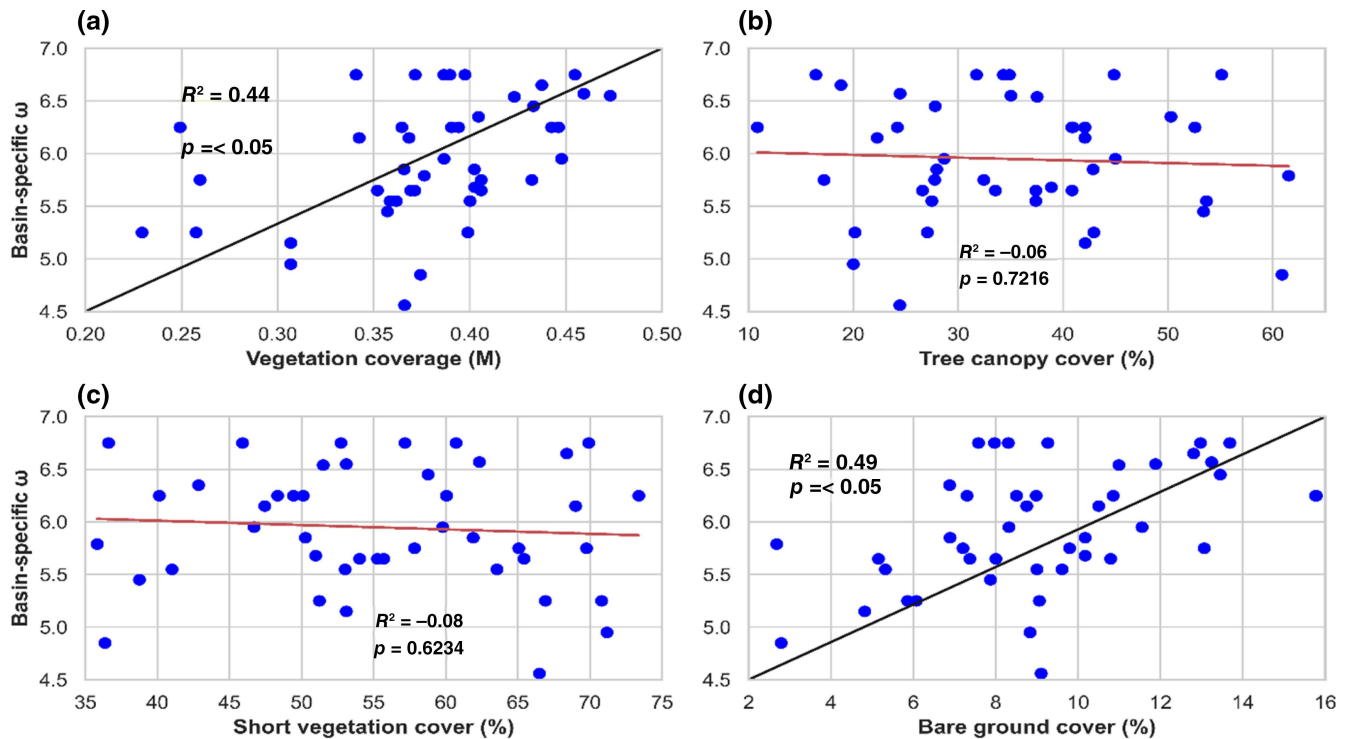 (a)
7.0
6.5
6.0
5.5
5.0
4.5
Basin-specific ω
R² = 0.44
p =< 0.05
0.20 0.25 0.30 0.35 0.40 0.45 0.50
Vegetation coverage (M)
(b)
7.0
6.5
6.0
5.5
5.0
4.5
R² = –0.06
p = 0.7216
10 20 30 40 50 60
Tree canopy cover (%)
(c)
7.0
6.5
6.0
5.5
5.0
4.5
Basin-specific ω
R² = –0.08
p = 0.6234
35 40 45 50 55 60 65 70 75
Short vegetation cover (%)
(d)
7.0
6.5
6.0
5.5
5.0
4.5
R² = 0.49
p =< 0.05
2 4 6 8 10 12 14 16
Bare ground cover (%)